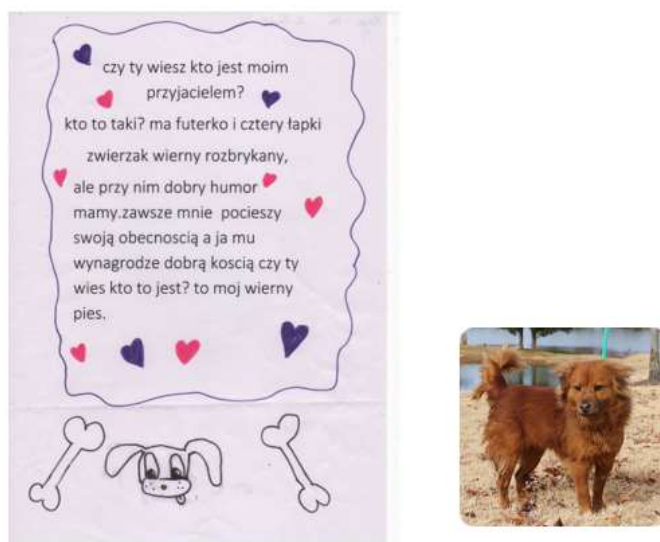 czy ty wiesz kto jest moim
przyjacielem?
kto to taki? ma futerko i cztery łapki
zwierzak wierny rozbrykany,
ale przy nim dobry humor
mamy.zawsze mnie pocieszy
swoją obecnoscią a ja mu
wynagrodze dobrą koscią czy ty
wies kto to jest? to moj wierny
pies.